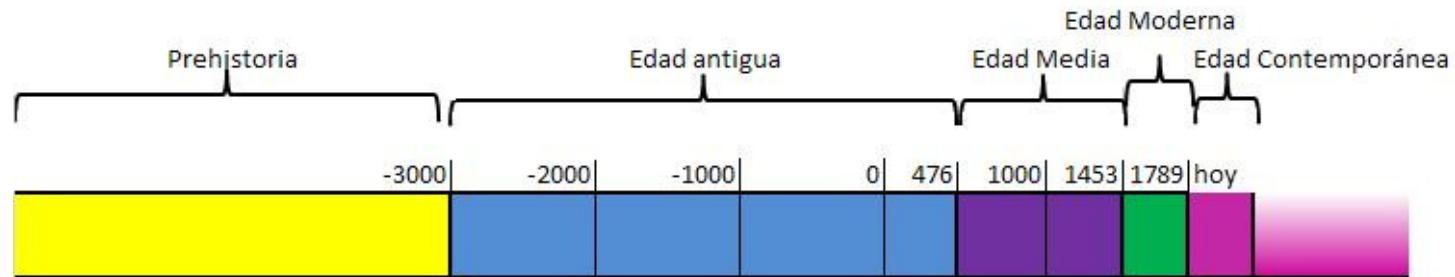 Edad Moderna
Prehistoria Edad antigua Edad Media Edad Contemporánea
-3000 -2000 -1000 0 476 1000 1453 1789 hoy